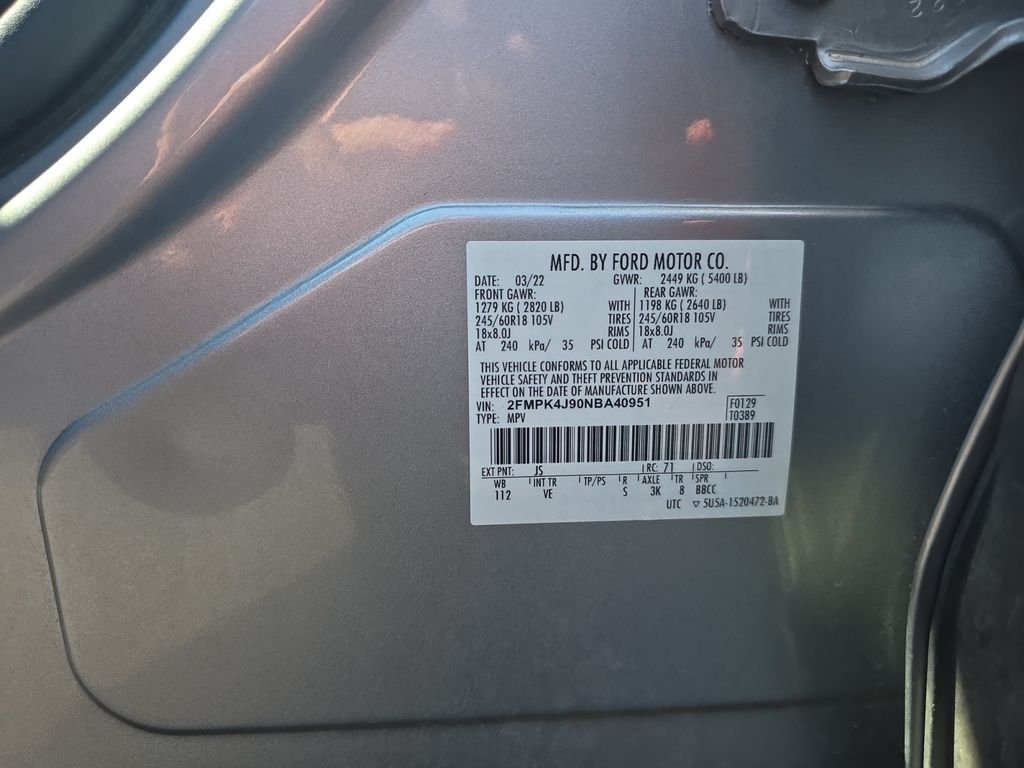 MFD. BY FORD MOTOR CO.
DATE: 03/22 GVWR: 2449 KG ( 5400 LB)
FRONT GAWR: REAR GAWR:
1279 KG ( 2820 LB) WITH 1198 KG ( 2640 LB) WITH
245/60R18 105V TIRES 245/60R18 105V TIRES
18x8.0J RIMS 18x8.0J RIMS
AT 240 kPa/ 35 PSI COLD AT 240 kPa/ 35 PSI COLD
THIS VEHICLE CONFORMS TO ALL APPLICABLE FEDERAL MOTOR
VEHICLE SAFETY AND THEFT PREVENTION STANDARDS IN
EFFECT ON THE DATE OF MANUFACTURE SHOWN ABOVE.
VIN: 2FMPK4J90NBA40951 F0129
TYPE: MPV T0389
EXT PNT: JS RC: 71 DSO:
WB INT TR TP/PS R AXLE TR SPR
112 VE S 3K 8 BBCC
UTC ▽ 5U5A-1520472-BA